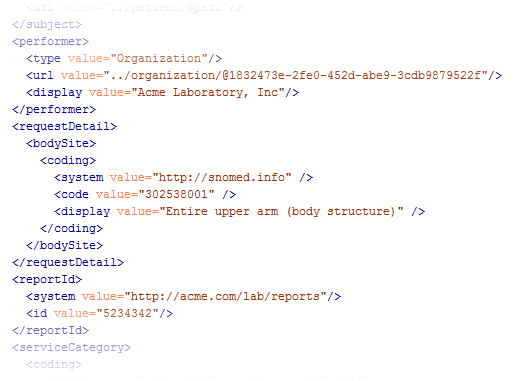 <url value="../patient/@pat2"/>
</subject>
<performer>
<type value="Organization"/>
<url value="../organization/@1832473e-2fe0-452d-abe9-3cdb9879522f"/>
<display value="Acme Laboratory, Inc"/>
</performer>
<requestDetail>
<bodySite>
<coding>
<system value="http://snomed.info" />
<code value="302538001" />
<display value="Entire upper arm (body structure)" />
</coding>
</bodySite>
</requestDetail>
<reportId>
<system value="http://acme.com/lab/reports"/>
<id value="5234342"/>
</reportId>
<serviceCategory>
<coding>